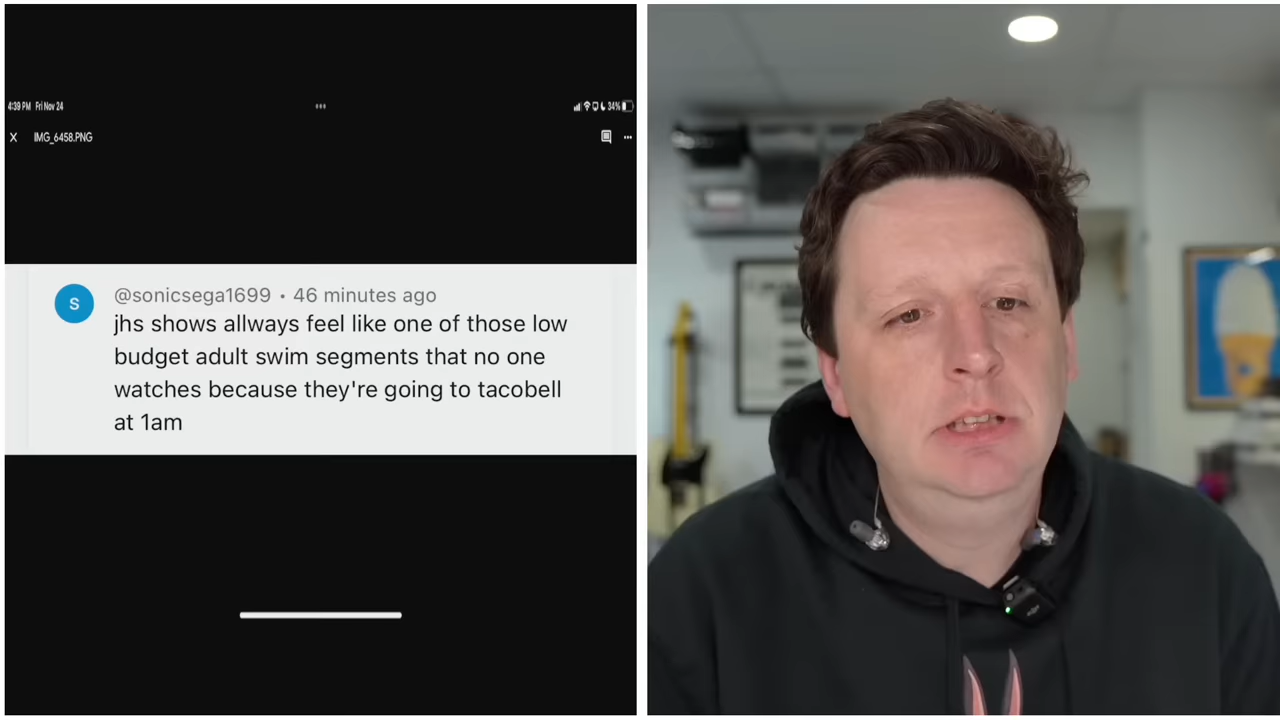 4:39 PM Fri Nov 24
34%
IMG_6458.PNG
S
@sonicsega1699 • 46 minutes ago
jhs shows allways feel like one of those low
budget adult swim segments that no one
watches because they're going to tacobell
at 1am